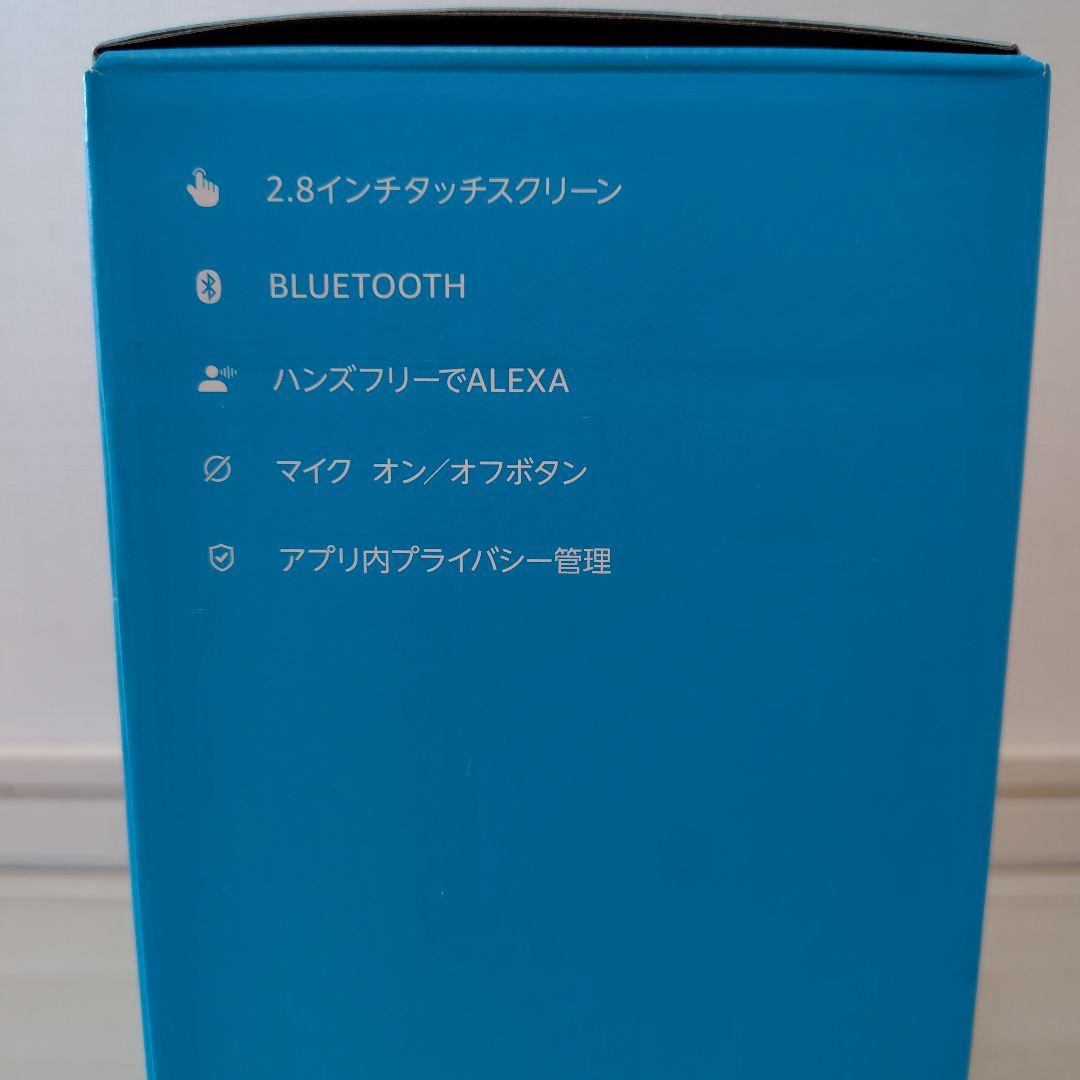 2.8インチタッチスクリーン
BLUETOOTH
ハンズフリーでALEXA
マイク オン/オフボタン
アプリ内プライバシー管理